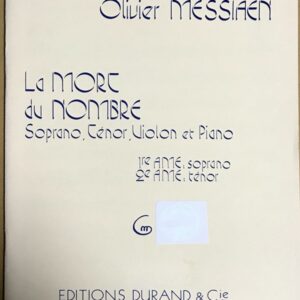 Olivier MESSIAEN
La MORT
du NOMBRE
Soprano, Ténor, Violon et Piano
1re AME: soprano
2e AME: ténor
EDITIONS DURAND & Cie